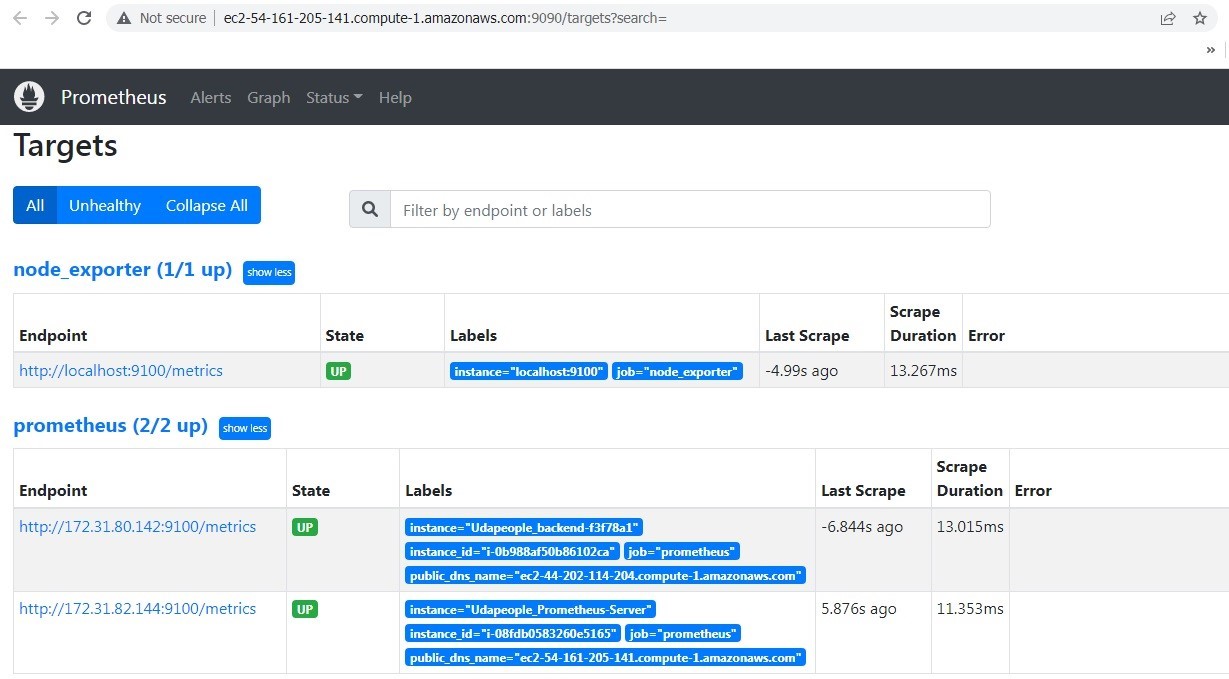 Not secure | ec2-54-161-205-141.compute-1.amazonaws.com:9090/targets?search=
»
Prometheus Alerts Graph Status Help
Targets
All Unhealthy Collapse All
Filter by endpoint or labels
node_exporter (1/1 up) show less
Endpoint State Labels Last Scrape Scrape Duration Error
http://localhost:9100/metrics UP instance="localhost:9100" job="node_exporter" -4.99s ago 13.267ms
prometheus (2/2 up) show less
Endpoint State Labels Last Scrape Scrape Duration Error
http://172.31.80.142:9100/metrics UP instance="Udapeople_backend-f3f78a1" -6.844s ago 13.015ms
instance_id="i-0b988af50b86102ca" job="prometheus"
public_dns_name="ec2-44-202-114-204.compute-1.amazonaws.com"
http://172.31.82.144:9100/metrics UP instance="Udapeople_Prometheus-Server" 5.876s ago 11.353ms
instance_id="i-08fdb0583260e5165" job="prometheus"
public_dns_name="ec2-54-161-205-141.compute-1.amazonaws.com"